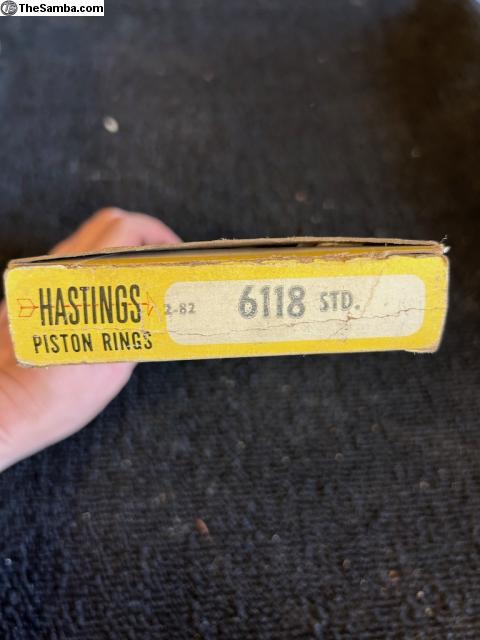 TheSamba.com
HASTINGS 2-82 6118 STD.
PISTON RINGS